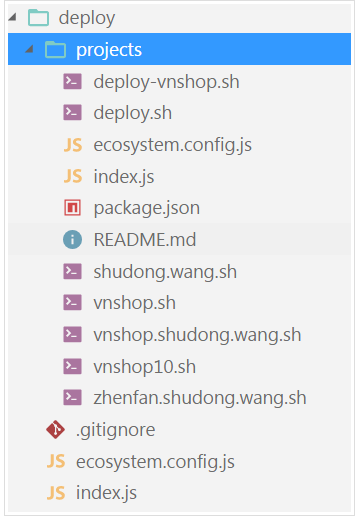 deploy
projects
deploy-vnshop.sh
deploy.sh
JS ecosystem.config.js
JS index.js
package.json
README.md
shudong.wang.sh
vnshop.sh
vnshop.shudong.wang.sh
vnshop10.sh
zhenfan.shudong.wang.sh
.gitignore
JS ecosystem.config.js
JS index.js